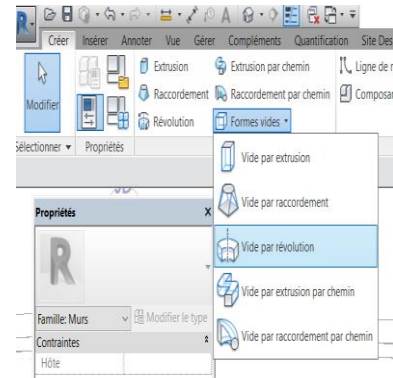 Créer Insérer Annoter Vue Gérer Compléments Quantification Site
Modifier
Extrusion
Raccordement
Révolution
Extrusion par chemin
Raccordement par chemin
Formes vides
Ligne de
Sélectionner Propriétés
Vide par extrusion
Vide par raccordement
Vide par révolution
Vide par extrusion par chemin
Vide par raccordement par chemin
Propriétés X
R
Famille: Murs Modifier le type
Contraintes
Hôte